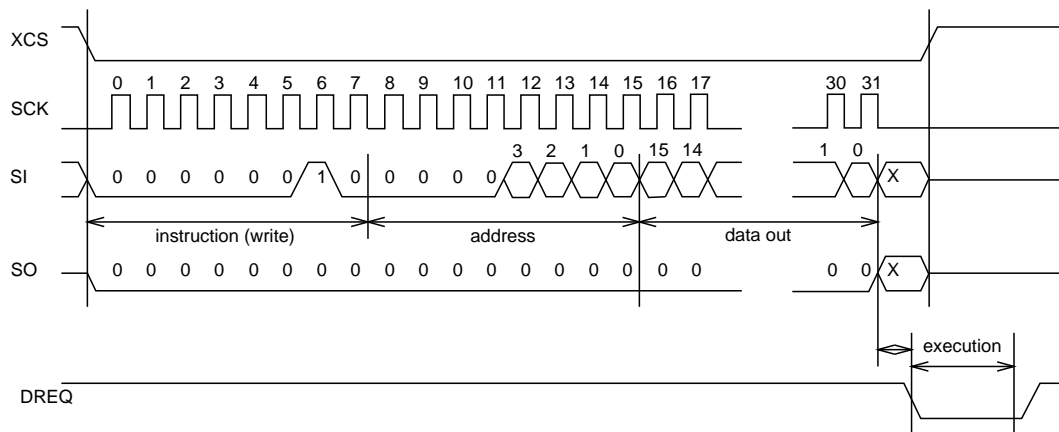 XCS
0 1 2 3 4 5 6 7 8 9 10 11 12 13 14 15 16 17 30 31
SCK
3 2 1 0 15 14 1 0
SI 0 0 0 0 0 0 1 0 0 0 0 0 X
instruction (write) address data out
SO 0 0 0 0 0 0 0 0 0 0 0 0 0 0 0 0 0 0 0 0 X
execution
DREQ